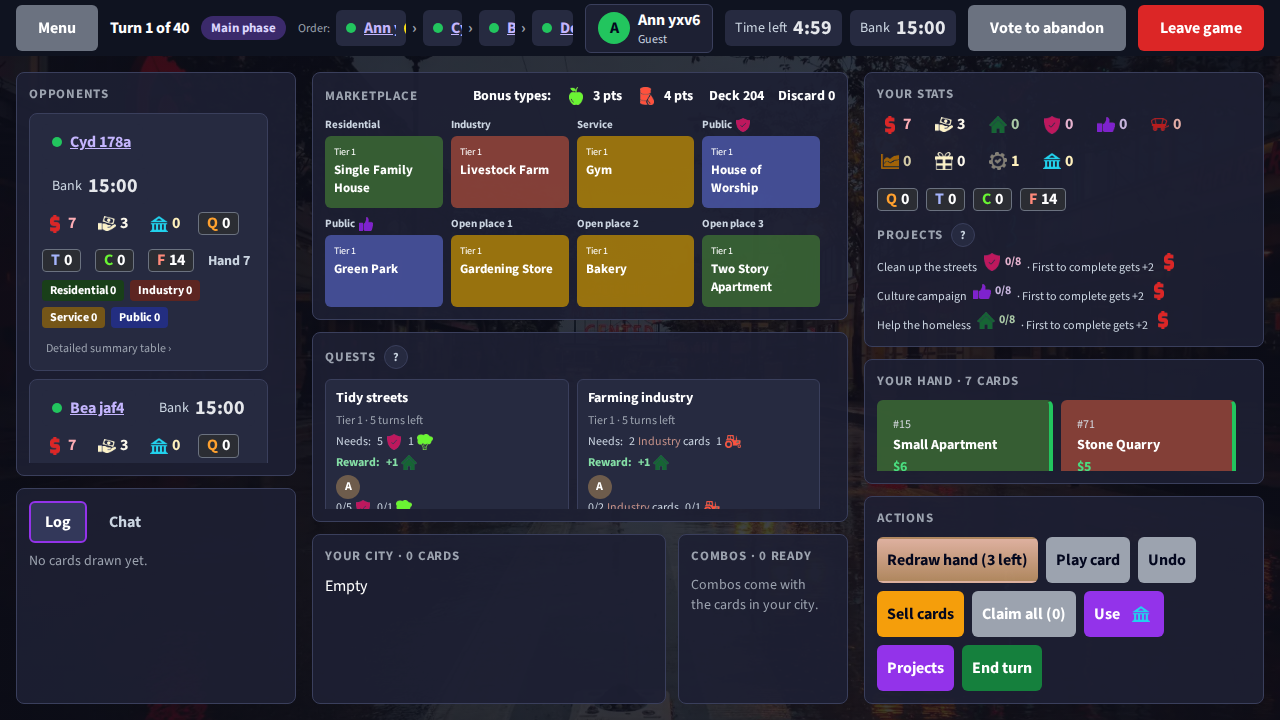 Menu
Turn 1 of 40
Main phase
Order:
Ann
›
›
B
›
A
Ann yxv6
Guest
Time left 4:59
Bank 15:00
Vote to abandon
Leave game
OPPONENTS
Cyd 178a
Bank 15:00
7 3 0 Q 0
T 0 C 0 F 14 Hand 7
Residential 0 Industry 0
Service 0 Public 0
Detailed summary table ›
Bea jaf4 Bank 15:00
7 3 0 Q 0
Log Chat
No cards drawn yet.
MARKETPLACE Bonus types: 3 pts 4 pts Deck 204 Discard 0
Residential Industry Service Public
Tier 1 Tier 1 Tier 1 Tier 1
Single Family House
Livestock Farm
Gym
House of Worship
Public Open place 1 Open place 2 Open place 3
Tier 1 Tier 1 Tier 1 Tier 1
Green Park
Gardening Store
Bakery
Two Story Apartment
QUESTS ?
Tidy streets
Tier 1 · 5 turns left
Needs: 5 1
Reward: +1
A
0/5 0/1
Farming industry
Tier 1 · 5 turns left
Needs: 2 Industry cards 1
Reward: +1
A
0/2 Industry cards 0/1
YOUR CITY · 0 CARDS
Empty
COMBOS · 0 READY
Combos come with
the cards in your city.
YOUR STATS
7 3 0 0 0 0
0 0 1 0
Q 0 T 0 C 0 F 14
PROJECTS ?
Clean up the streets 0/8 · First to complete gets +2
Culture campaign 0/8 · First to complete gets +2
Help the homeless 0/8 · First to complete gets +2
YOUR HAND · 7 CARDS
#15
Small Apartment
$6
#71
Stone Quarry
$5
ACTIONS
Redraw hand (3 left) Play card Undo
Sell cards Claim all (0) Use
Projects End turn